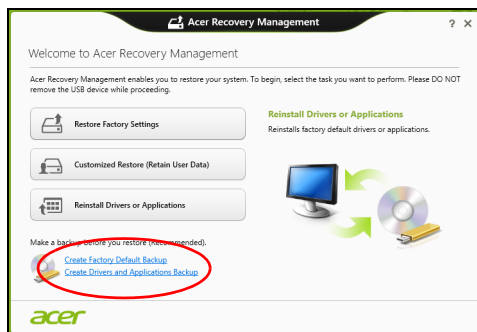 Acer Recovery Management
? ×
Welcome to Acer Recovery Management
Acer Recovery Management enables you to restore your system. To begin, select the task you want to perform. Please DO NOT
remove the USB device while proceeding.
Restore Factory Settings
Customized Restore (Retain User Data)
Reinstall Drivers or Applications
Reinstall Drivers or Applications
Reinstalls factory default drivers or applications.
Make a backup before you restore (Recommended).
Create Factory Default Backup
Create Drivers and Applications Backup
acer